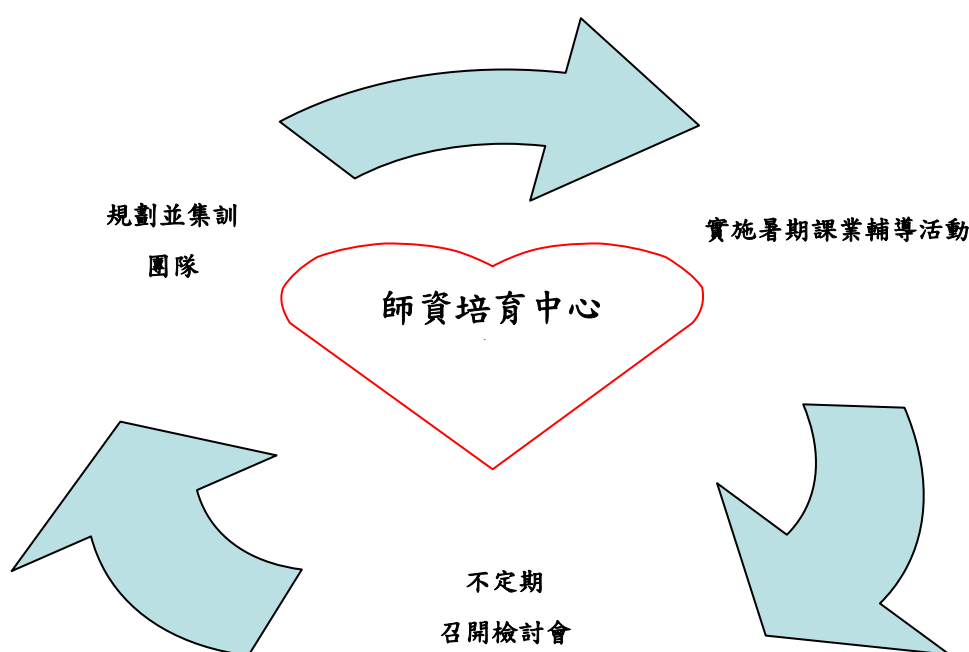 規劃並集訓
團隊
實施暑期課業輔導活動
師資培育中心
不定期
召開檢討會